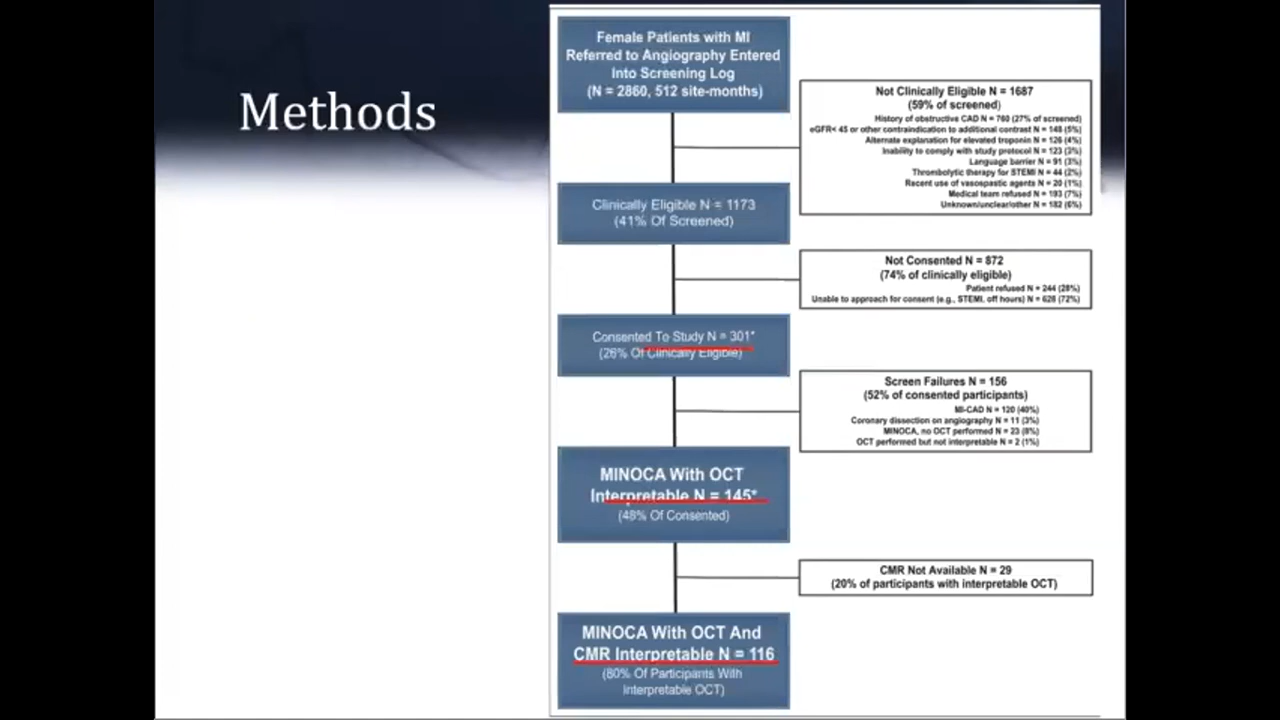 Methods
Female Patients with MI
Referred to Angiography Entered
Into Screening Log
(N = 2860, 512 site-months)
Not Clinically Eligible N = 1687
(59% of screened)
History of obstructive CAD N = 760 (27% of screened)
eGFR< 45 or other contraindication to additional contrast N = 148 (5%)
Alternate explanation for elevated troponin N = 126 (4%)
Inability to comply with study protocol N = 123 (3%)
Language barrier N = 91 (3%)
Thrombolytic therapy for STEMI N = 44 (2%)
Recent use of vasospastic agents N = 20 (1%)
Medical team refused N = 193 (7%)
Unknown/unclear/other N = 182 (6%)
Clinically Eligible N = 1173
(41% Of Screened)
Not Consented N = 872
(74% of clinically eligible)
Patient refused N = 244 (28%)
Unable to approach for consent (e.g., STEMI, off hours) N = 628 (72%)
Consented To Study N = 301*
(26% Of Clinically Eligible)
Screen Failures N = 156
(52% of consented participants)
MI-CAD N = 120 (40%)
Coronary dissection on angiography N = 11 (3%)
MINOCA, no OCT performed N = 23 (8%)
OCT performed but not interpretable N = 2 (1%)
MINOCA With OCT
Interpretable N = 145*
(48% Of Consented)
CMR Not Available N = 29
(20% of participants with interpretable OCT)
MINOCA With OCT And
CMR Interpretable N = 116
(80% Of Participants With
Interpretable OCT)